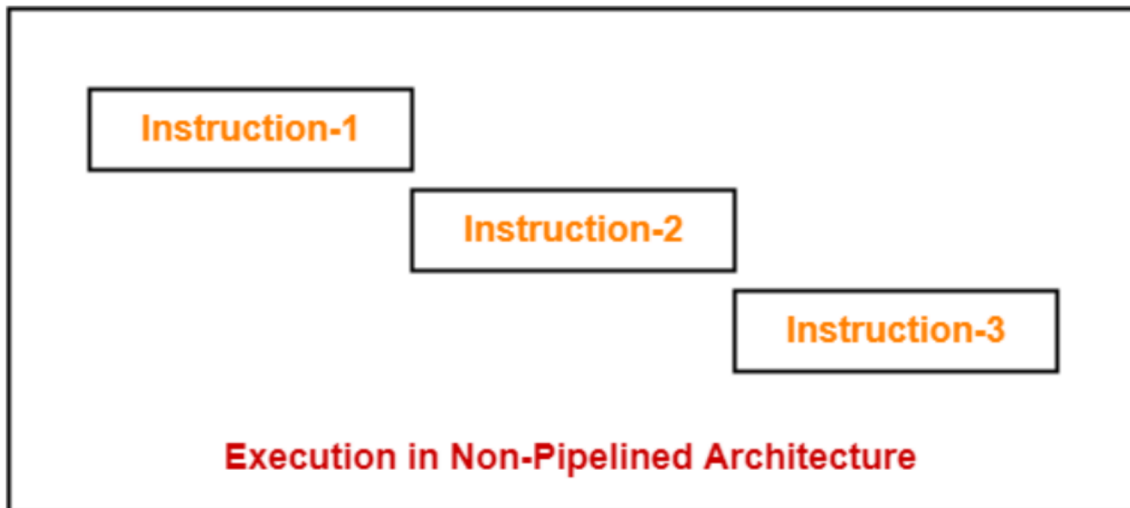 Instruction-1
Instruction-2
Instruction-3
Execution in Non-Pipelined Architecture